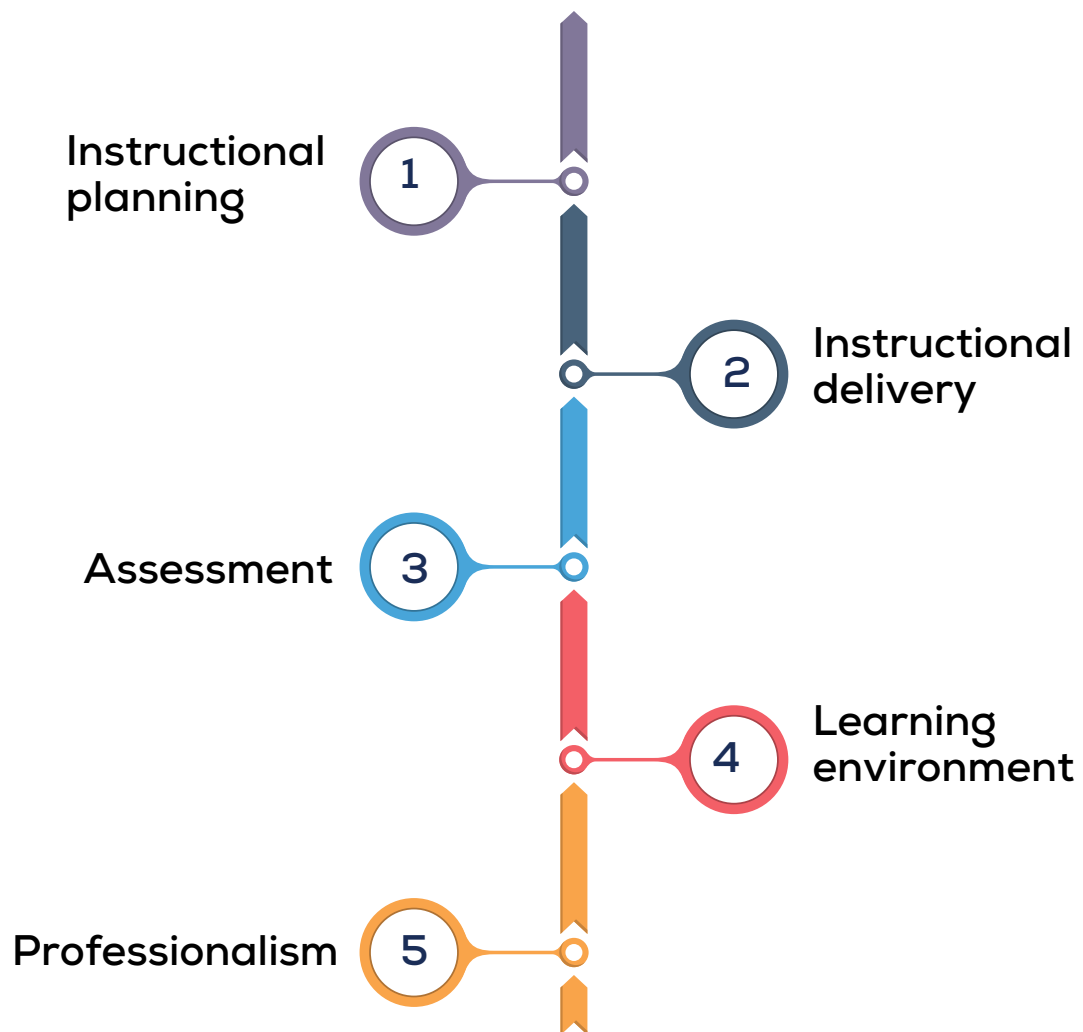 Instructional
planning
1
2
Instructional
delivery
Assessment
3
4
Learning
environment
Professionalism
5